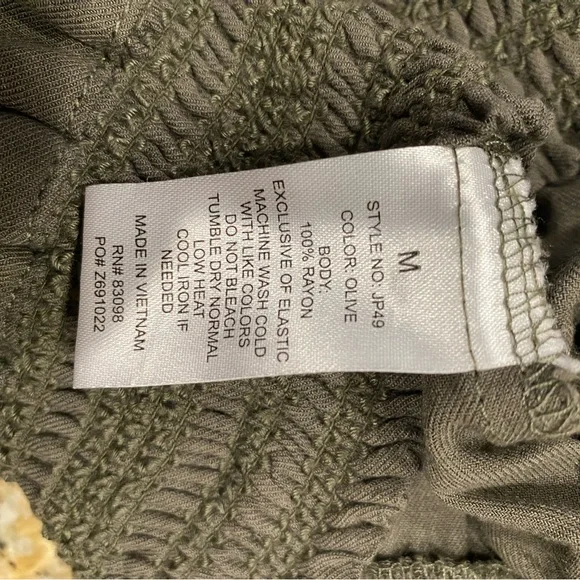 M
STYLE NO: JP49
COLOR: OLIVE
BODY:
100% RAYON
EXCLUSIVE OF ELASTIC
MACHINE WASH COLD
WITH LIKE COLORS
DO NOT BLEACH
TUMBLE DRY NORMAL
LOW HEAT
COOL IRON IF
NEEDED
MADE IN VIETNAM
RN# 83098
PO# Z691022